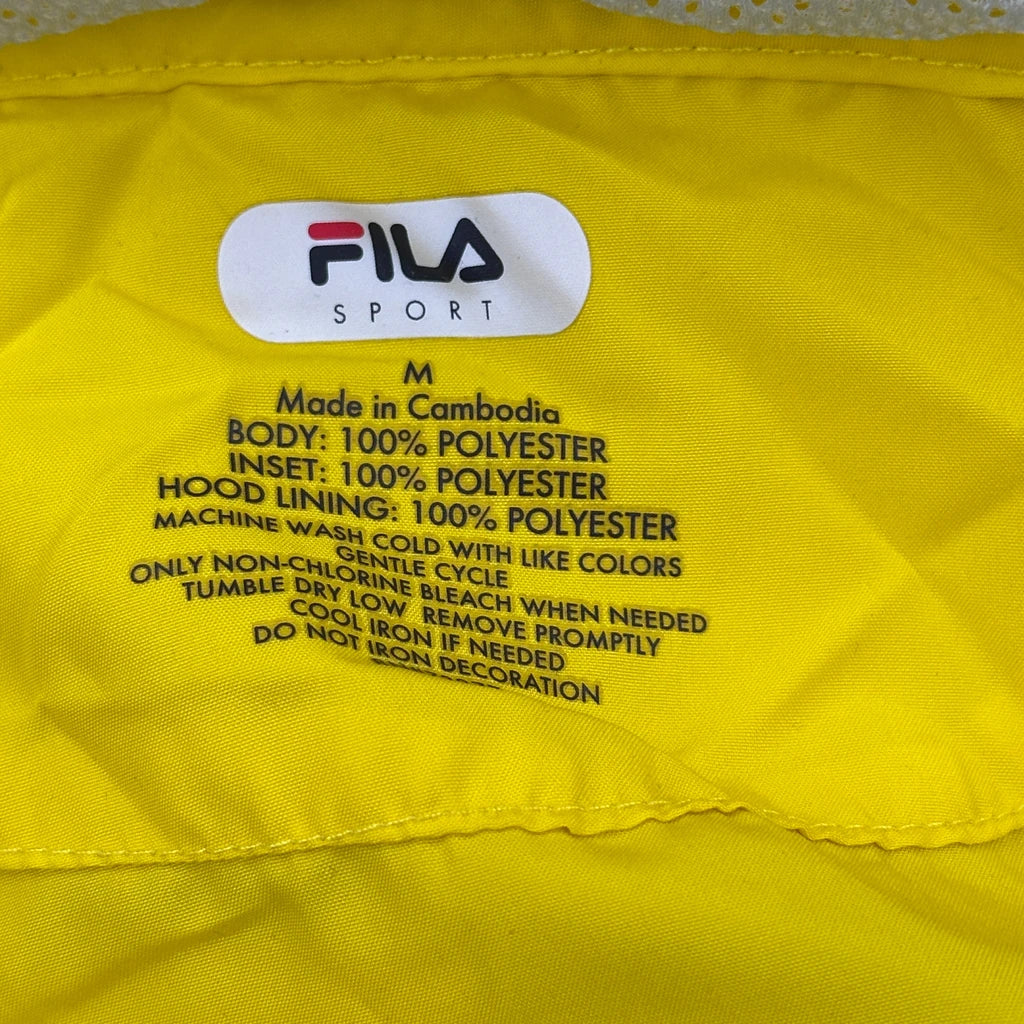 FILA
SPORT
M
Made in Cambodia
BODY: 100% POLYESTER
INSET: 100% POLYESTER
HOOD LINING: 100% POLYESTER
MACHINE WASH COLD WITH LIKE COLORS
GENTLE CYCLE
ONLY NON-CHLORINE BLEACH WHEN NEEDED
TUMBLE DRY LOW REMOVE PROMPTLY
COOL IRON IF NEEDED
DO NOT IRON DECORATION